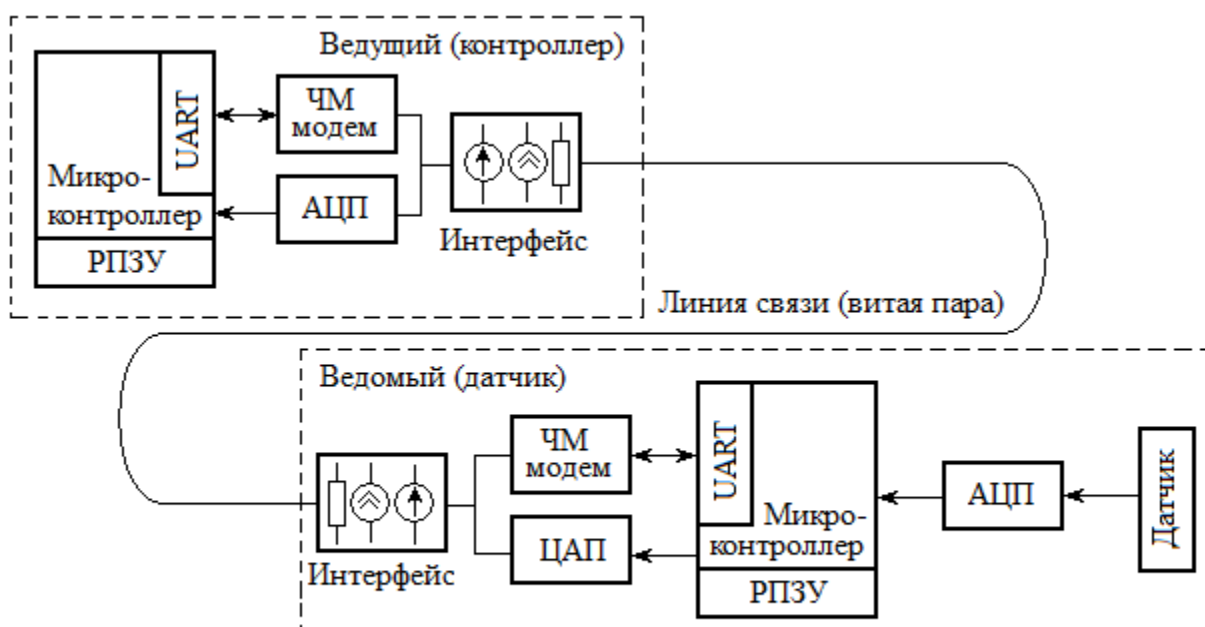 Ведущий (контроллер)
UART
ЧМ
модем
Микро-
контроллер
АЦП
РПЗУ
Интерфейс
Линия связи (витая пара)
Ведомый (датчик)
ЧМ
модем
UART
Интерфейс
ЦАП
Микро-
контроллер
РПЗУ
АЦП
Датчик